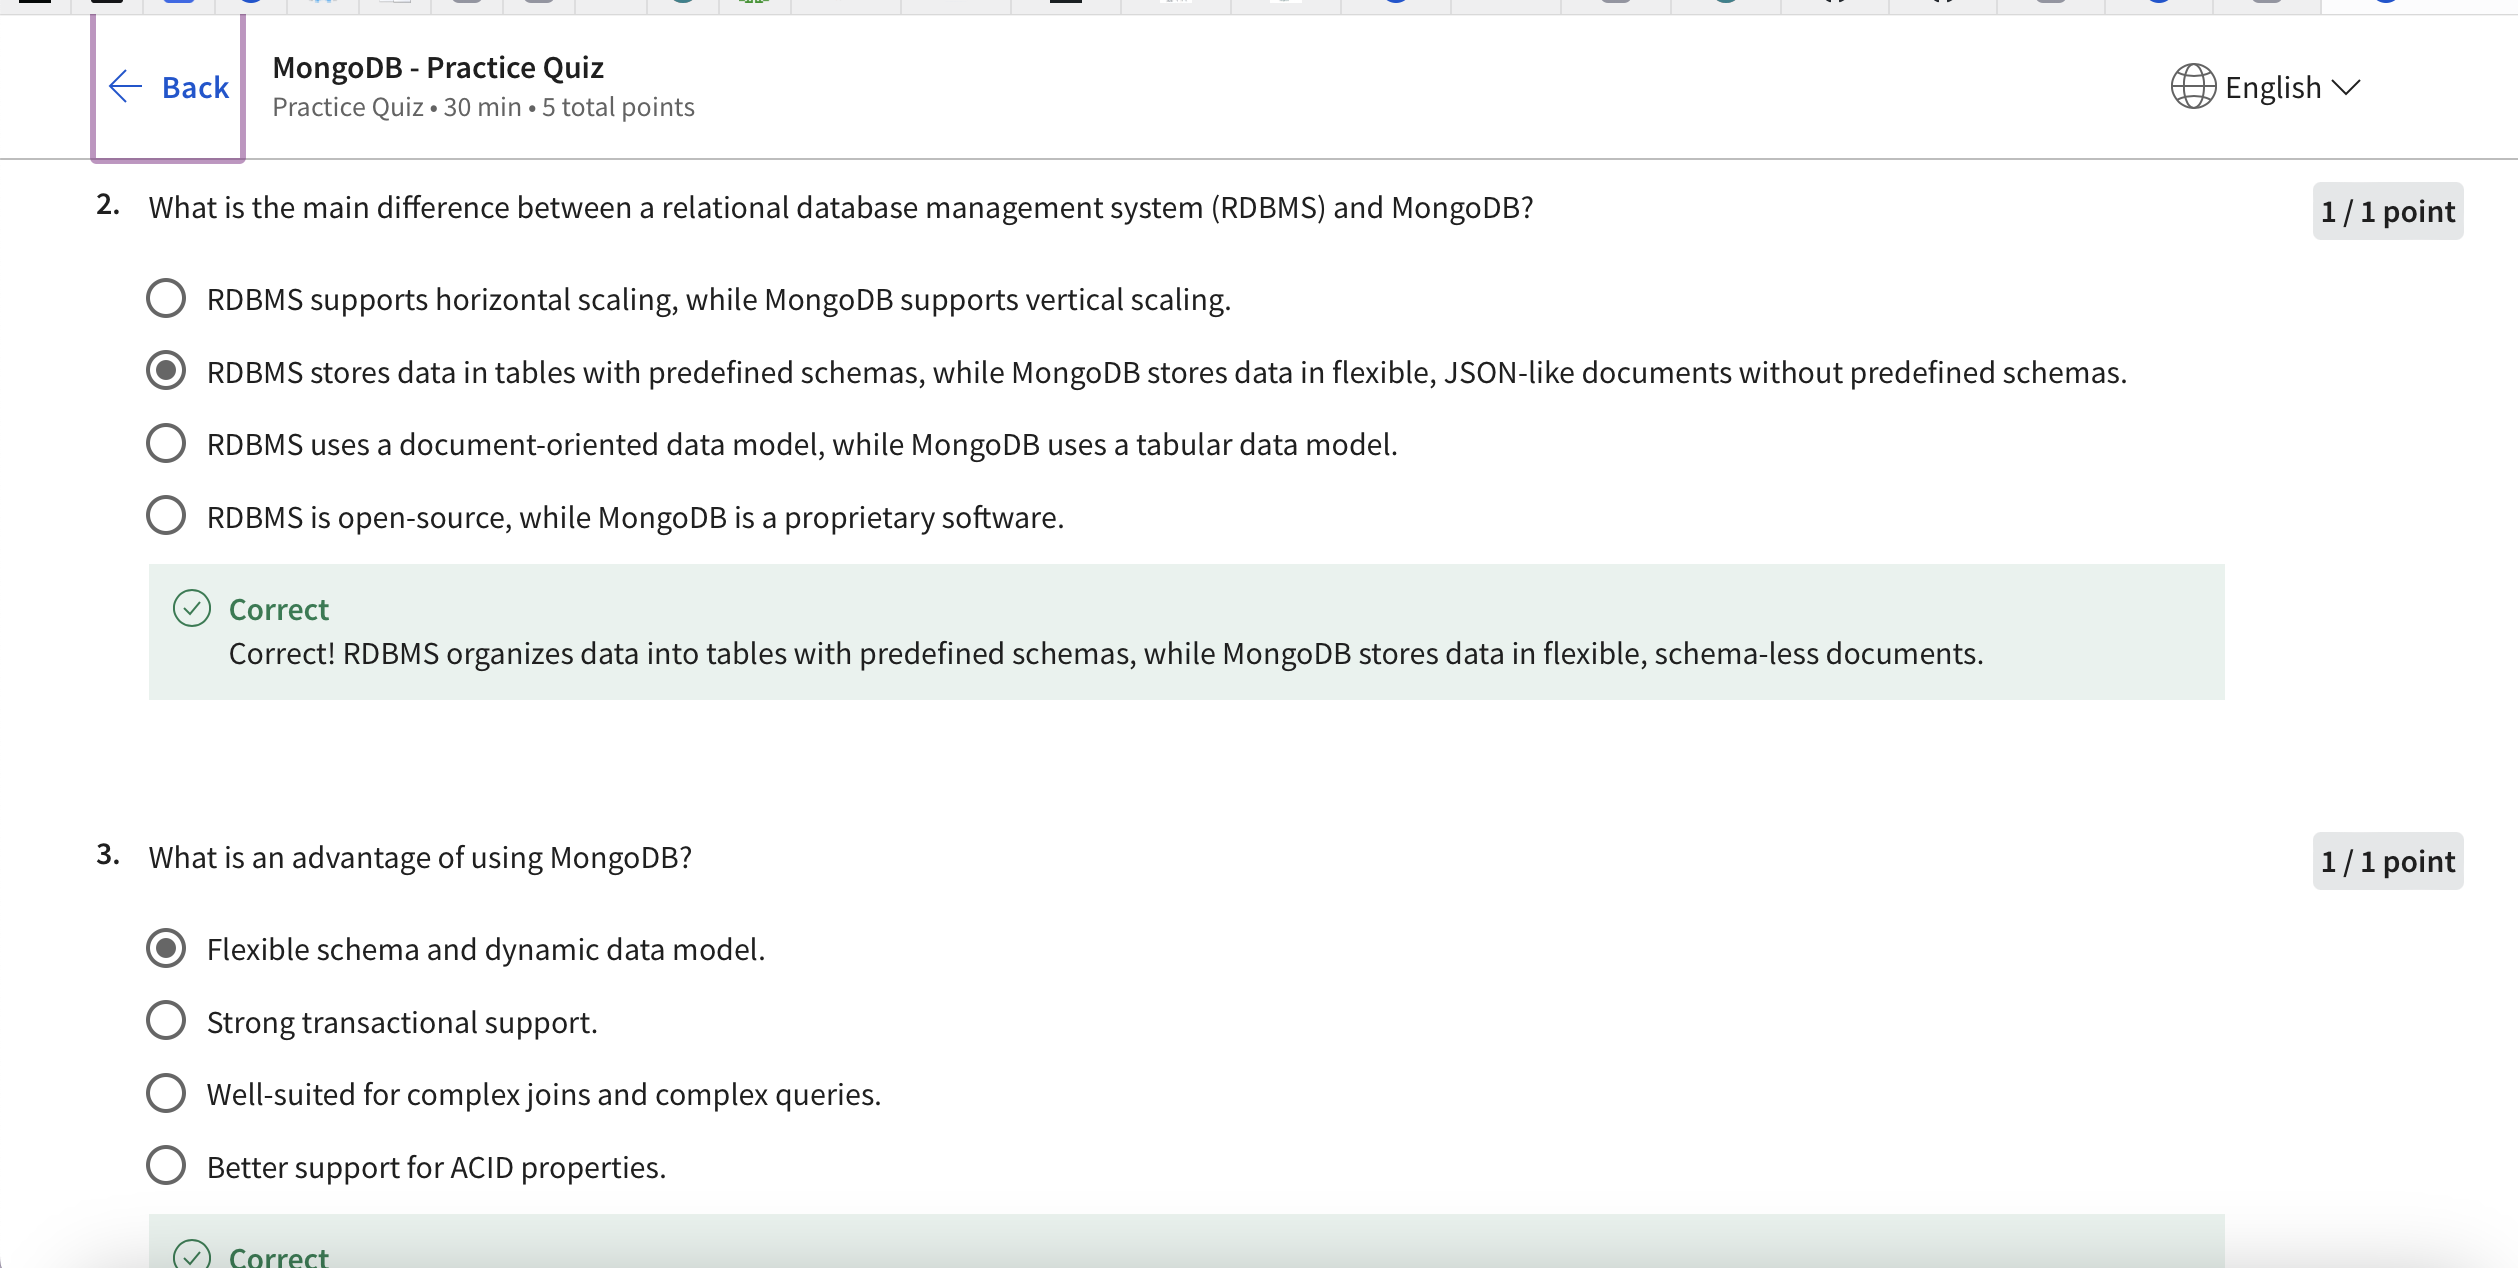 Back
MongoDB - Practice Quiz
Practice Quiz • 30 min • 5 total points
English
2. What is the main difference between a relational database management system (RDBMS) and MongoDB?
1 / 1 point
RDBMS supports horizontal scaling, while MongoDB supports vertical scaling.
RDBMS stores data in tables with predefined schemas, while MongoDB stores data in flexible, JSON-like documents without predefined schemas.
RDBMS uses a document-oriented data model, while MongoDB uses a tabular data model.
RDBMS is open-source, while MongoDB is a proprietary software.
Correct
Correct! RDBMS organizes data into tables with predefined schemas, while MongoDB stores data in flexible, schema-less documents.
3. What is an advantage of using MongoDB?
1 / 1 point
Flexible schema and dynamic data model.
Strong transactional support.
Well-suited for complex joins and complex queries.
Better support for ACID properties.
Correct